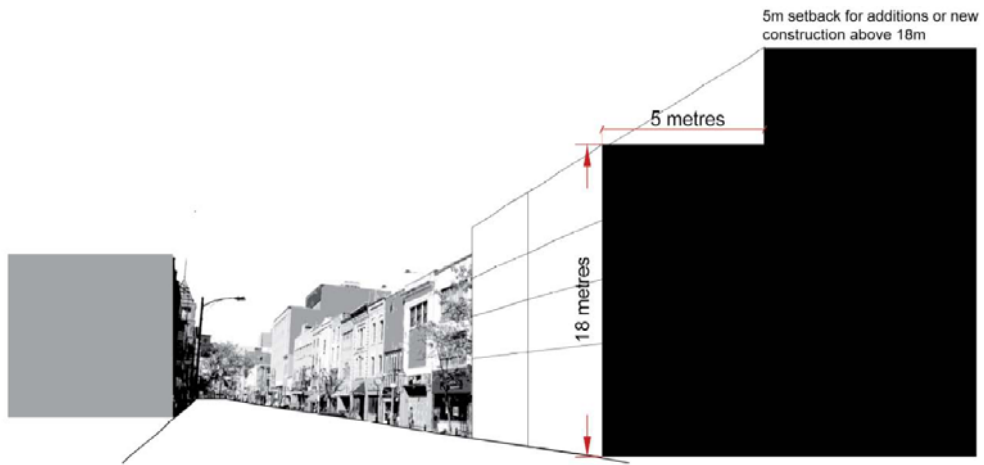 5m setback for additions or new
construction above 18m
5 metres
18 metres